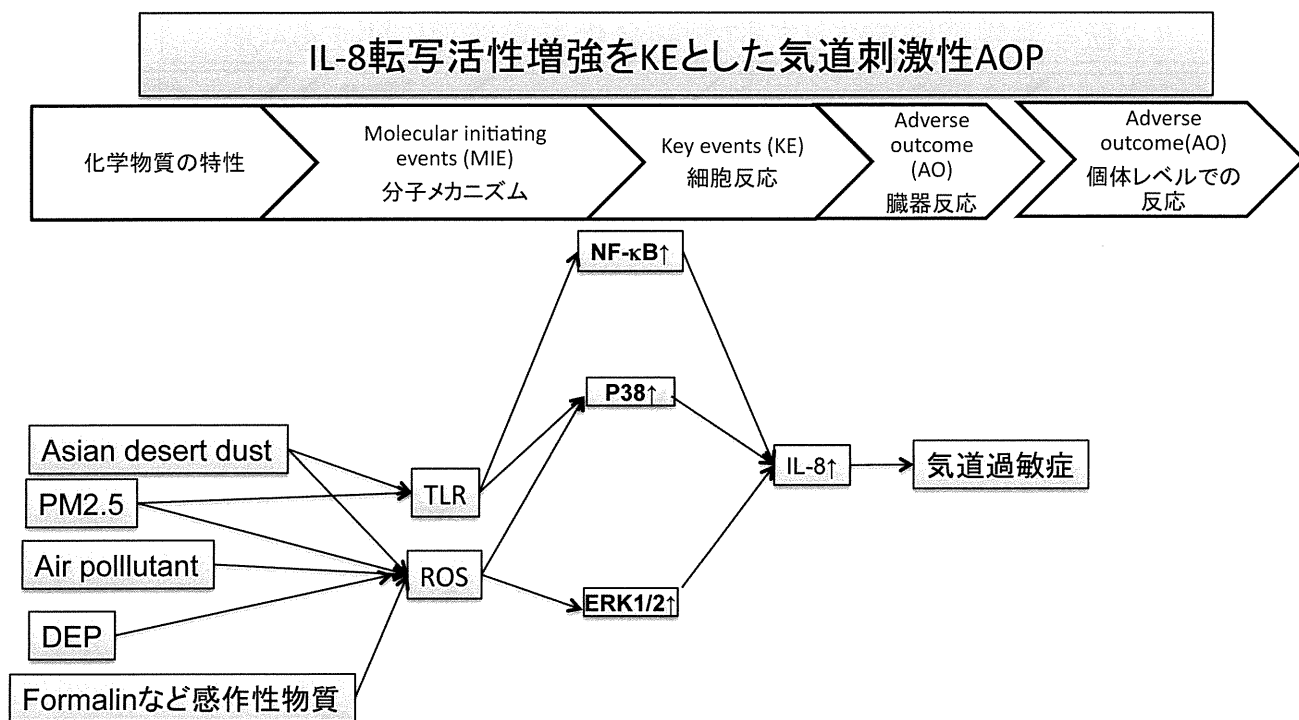 IL-8転写活性増強をKEとした気道刺激性AOP
化学物質の特性
Molecular initiating
events (MIE)
分子メカニズム
Key events (KE)
細胞反応
Adverse
outcome
(AO)
臓器反応
Adverse
outcome(AO)
個体レベルでの
反応
NF-κB↑
P38↑
Asian desert dust
IL-8↑
気道過敏症
TLR
PM2.5
Air polllutant
ROS
ERK1/2↑
DEP
Formalinなど感作性物質